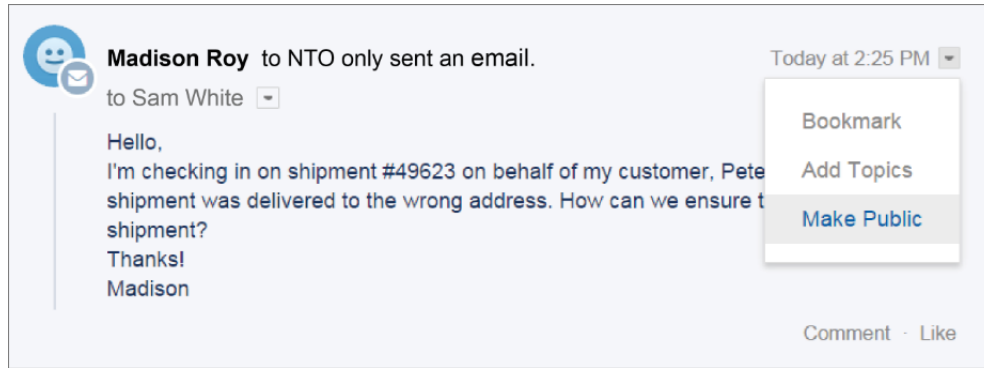 Madison Roy to NTO only sent an email.
Today at 2:25 PM
to Sam White
Hello,
I'm checking in on shipment #49623 on behalf of my customer, Pete
shipment was delivered to the wrong address. How can we ensure t
shipment?
Thanks!
Madison
Bookmark
Add Topics
Make Public
Comment · Like